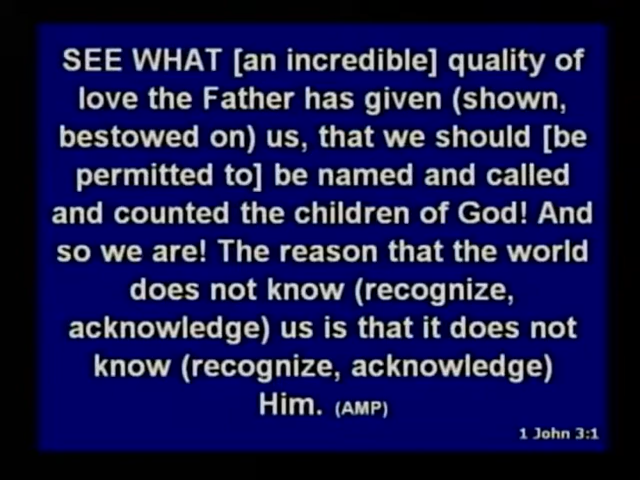 SEE WHAT [an incredible] quality of
love the Father has given (shown,
bestowed on) us, that we should [be
permitted to] be named and called
and counted the children of God! And
so we are! The reason that the world
does not know (recognize,
acknowledge) us is that it does not
know (recognize, acknowledge)
Him. (AMP)
1 John 3:1